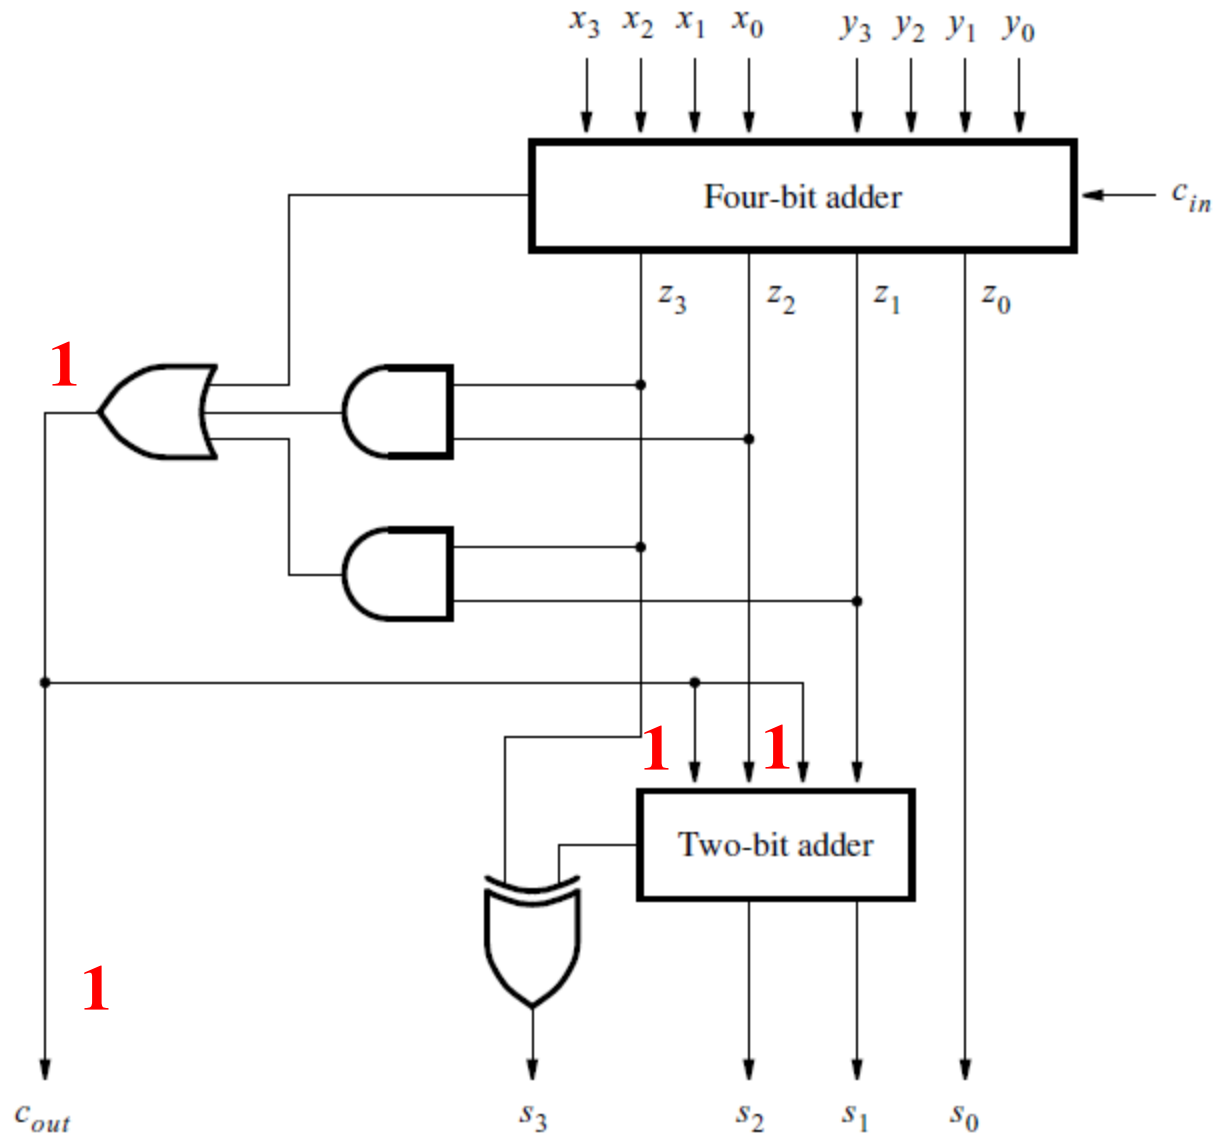 x3 x2 x1 x0 y3 y2 y1 y0
Four-bit adder
cin
z3 z2 z1 z0
1
1 1
Two-bit adder
1
cout s3 s2 s1 s0